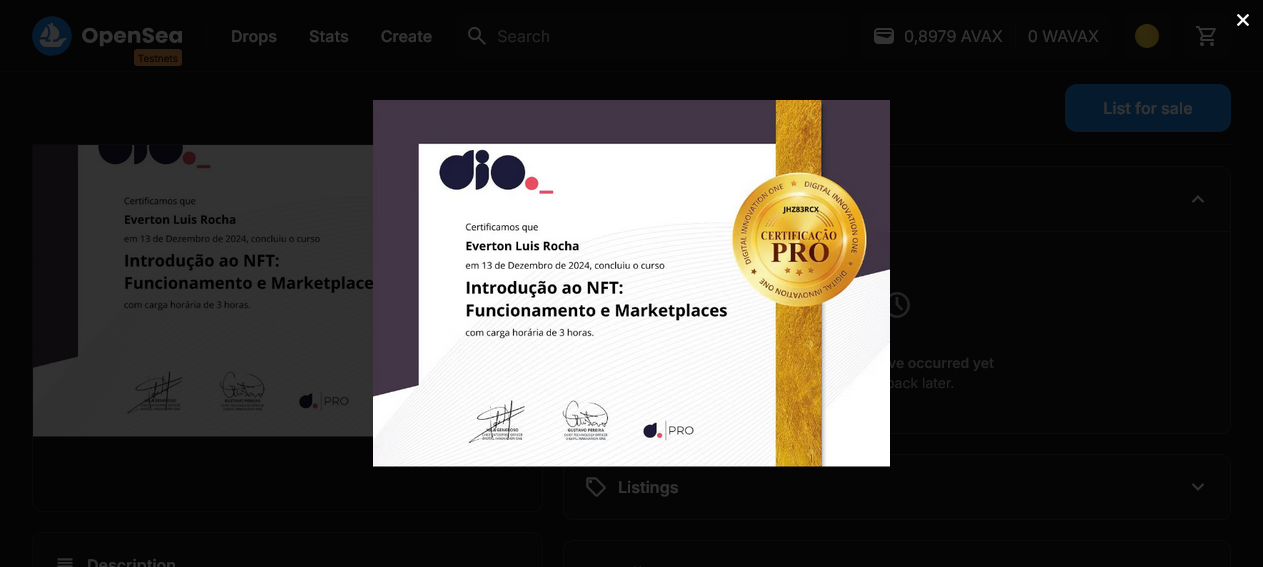 OpenSea
Testnets
Drops
Stats
Create
Search
0,8979 AVAX
0 WAVAX
List for sale
dio._
Certificamos que
Everton Luis Rocha
em 13 de Dezembro de 2024, concluiu o curso
Introdução ao NFT:
Funcionamento e Marketplace
com carga horária de 3 horas.
PRO
dio._
Certificamos que
Everton Luis Rocha
em 13 de Dezembro de 2024, concluiu o curso
Introdução ao NFT:
Funcionamento e Marketplaces
com carga horária de 3 horas.
DIGITAL INNOVATION ONE
DIGITAL INNOVATION ONE
JHZ83RCX
CERTIFICAÇÃO
PRO
GUSTAVO PEREIRA
PRO
ve occurred yet
back later.
Listings
Description